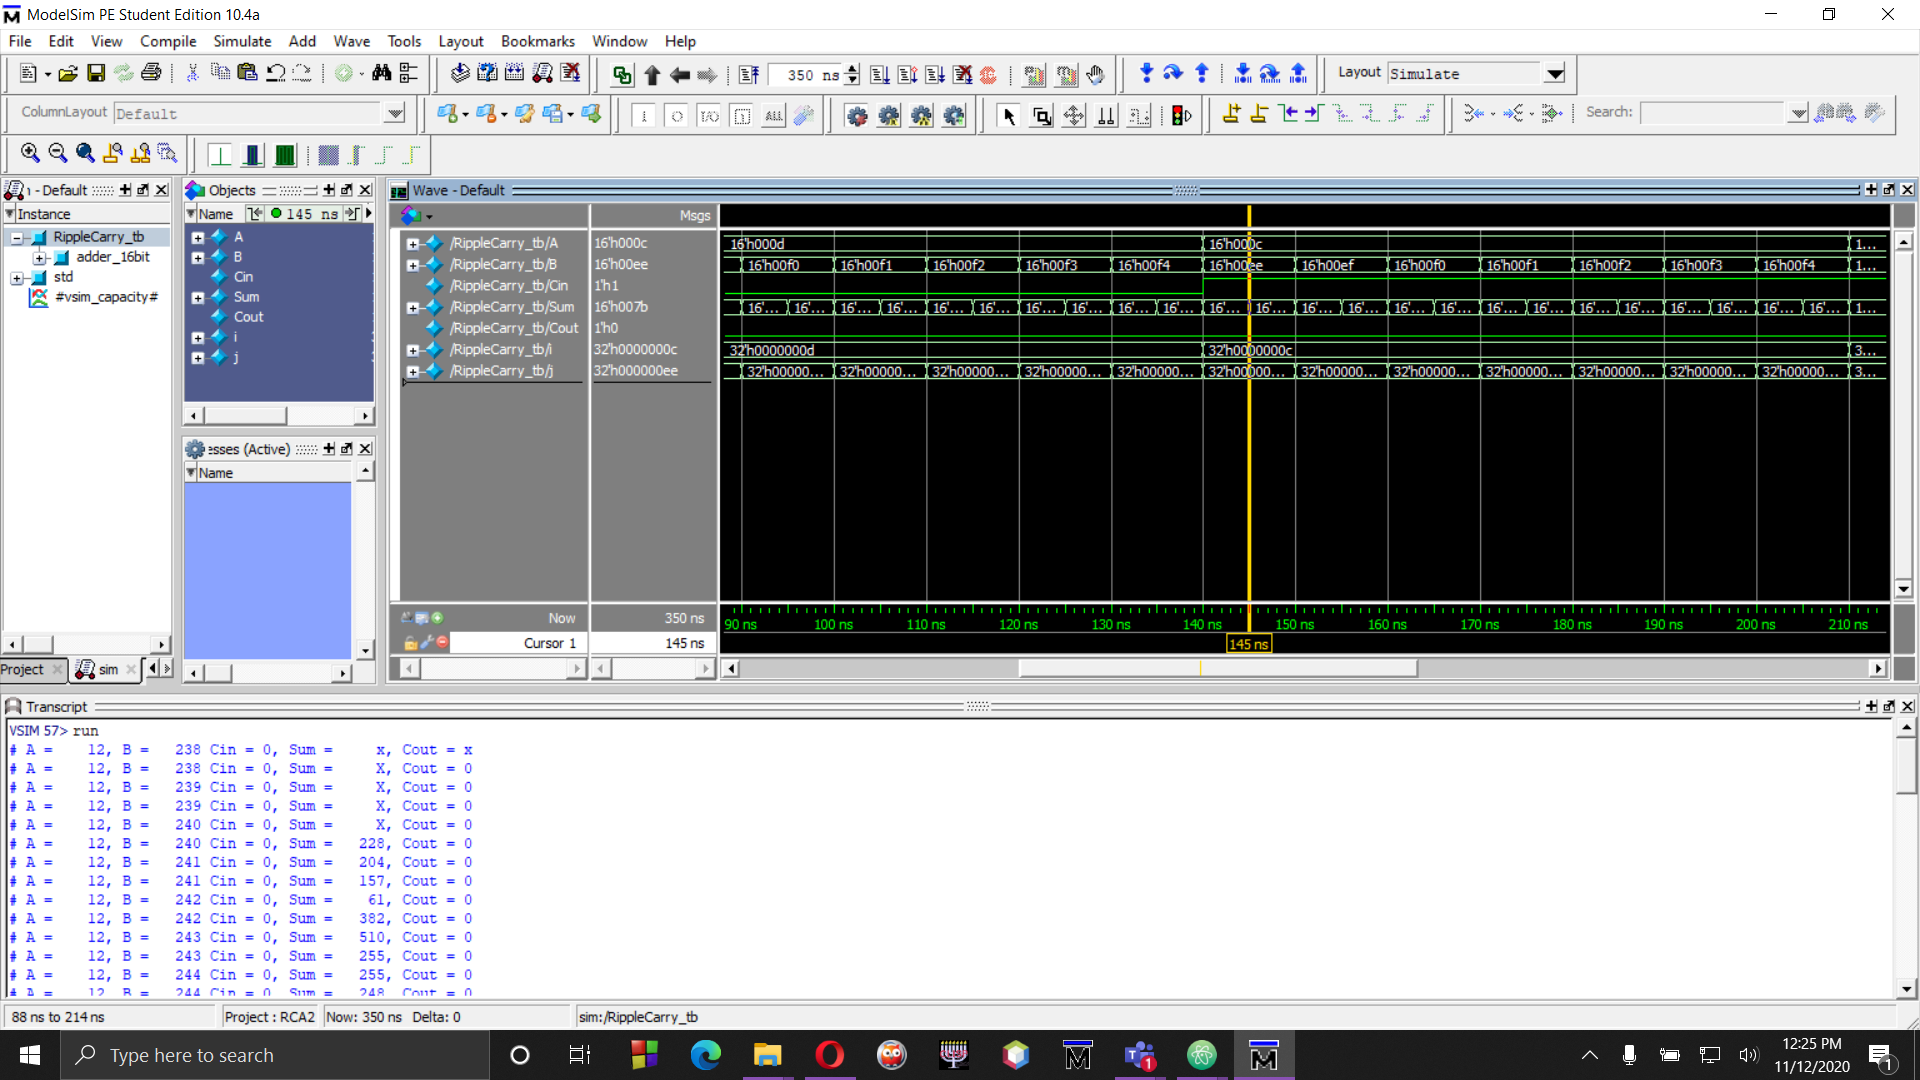 ModelSim PE Student Edition 10.4a
File Edit View Compile Simulate Add Wave Tools Layout Bookmarks Window Help
350 ns
Layout Simulate
ColumnLayout Default
ALL
Search:
- Default
Objects
Wave - Default
Instance
Name 145 ns
Msgs
RippleCarry_tb
adder_16bit
std
#vsim_capacity#
A
B
Cin
Sum
Cout
i
j
esses (Active)
Name
/RippleCarry_tb/A 16'h000c 16'h000d 16'h000c 1...
/RippleCarry_tb/B 16'h00ee 16'h00f0 16'h00f1 16'h00f2 16'h00f3 16'h00f4 16'h00ee 16'h00ef 16'h00f0 16'h00f1 16'h00f2 16'h00f3 16'h00f4 1...
/RippleCarry_tb/Cin 1'h1
/RippleCarry_tb/Sum 16'h007b 16'... 16'... 16'... 16'... 16'... 16'... 16'... 16'... 16'... 16'... 16'... 16'... 16'... 16'... 16'... 16'... 16'... 16'... 16'... 16'... 16'... 16'... 16'... 16'... 1...
/RippleCarry_tb/Cout 1'h0
/RippleCarry_tb/i 32'h0000000c 32'h0000000d 32'h0000000c 3...
/RippleCarry_tb/j 32'h000000ee 32'h00000... 32'h00000... 32'h00000... 32'h00000... 32'h00000... 32'h00000... 32'h00000... 32'h00000... 32'h00000... 32'h00000... 32'h00000... 32'h00000... 3...
Now 350 ns
90 ns 100 ns 110 ns 120 ns 130 ns 140 ns 150 ns 160 ns 170 ns 180 ns 190 ns 200 ns 210 ns
Cursor 1 145 ns
145 ns
Project sim
Transcript
VSIM 57> run
# A = 12, B = 238 Cin = 0, Sum = x, Cout = x
# A = 12, B = 238 Cin = 0, Sum = X, Cout = 0
# A = 12, B = 239 Cin = 0, Sum = X, Cout = 0
# A = 12, B = 239 Cin = 0, Sum = X, Cout = 0
# A = 12, B = 240 Cin = 0, Sum = X, Cout = 0
# A = 12, B = 240 Cin = 0, Sum = 228, Cout = 0
# A = 12, B = 241 Cin = 0, Sum = 204, Cout = 0
# A = 12, B = 241 Cin = 0, Sum = 157, Cout = 0
# A = 12, B = 242 Cin = 0, Sum = 61, Cout = 0
# A = 12, B = 242 Cin = 0, Sum = 382, Cout = 0
# A = 12, B = 243 Cin = 0, Sum = 510, Cout = 0
# A = 12, B = 243 Cin = 0, Sum = 255, Cout = 0
# A = 12, B = 244 Cin = 0, Sum = 255, Cout = 0
# A = 12, B = 244 Cin = 0, Sum = 248, Cout = 0
88 ns to 214 ns Project : RCA2 Now: 350 ns Delta: 0 sim:/RippleCarry_tb
Type here to search
12:25 PM
11/12/2020
1
1